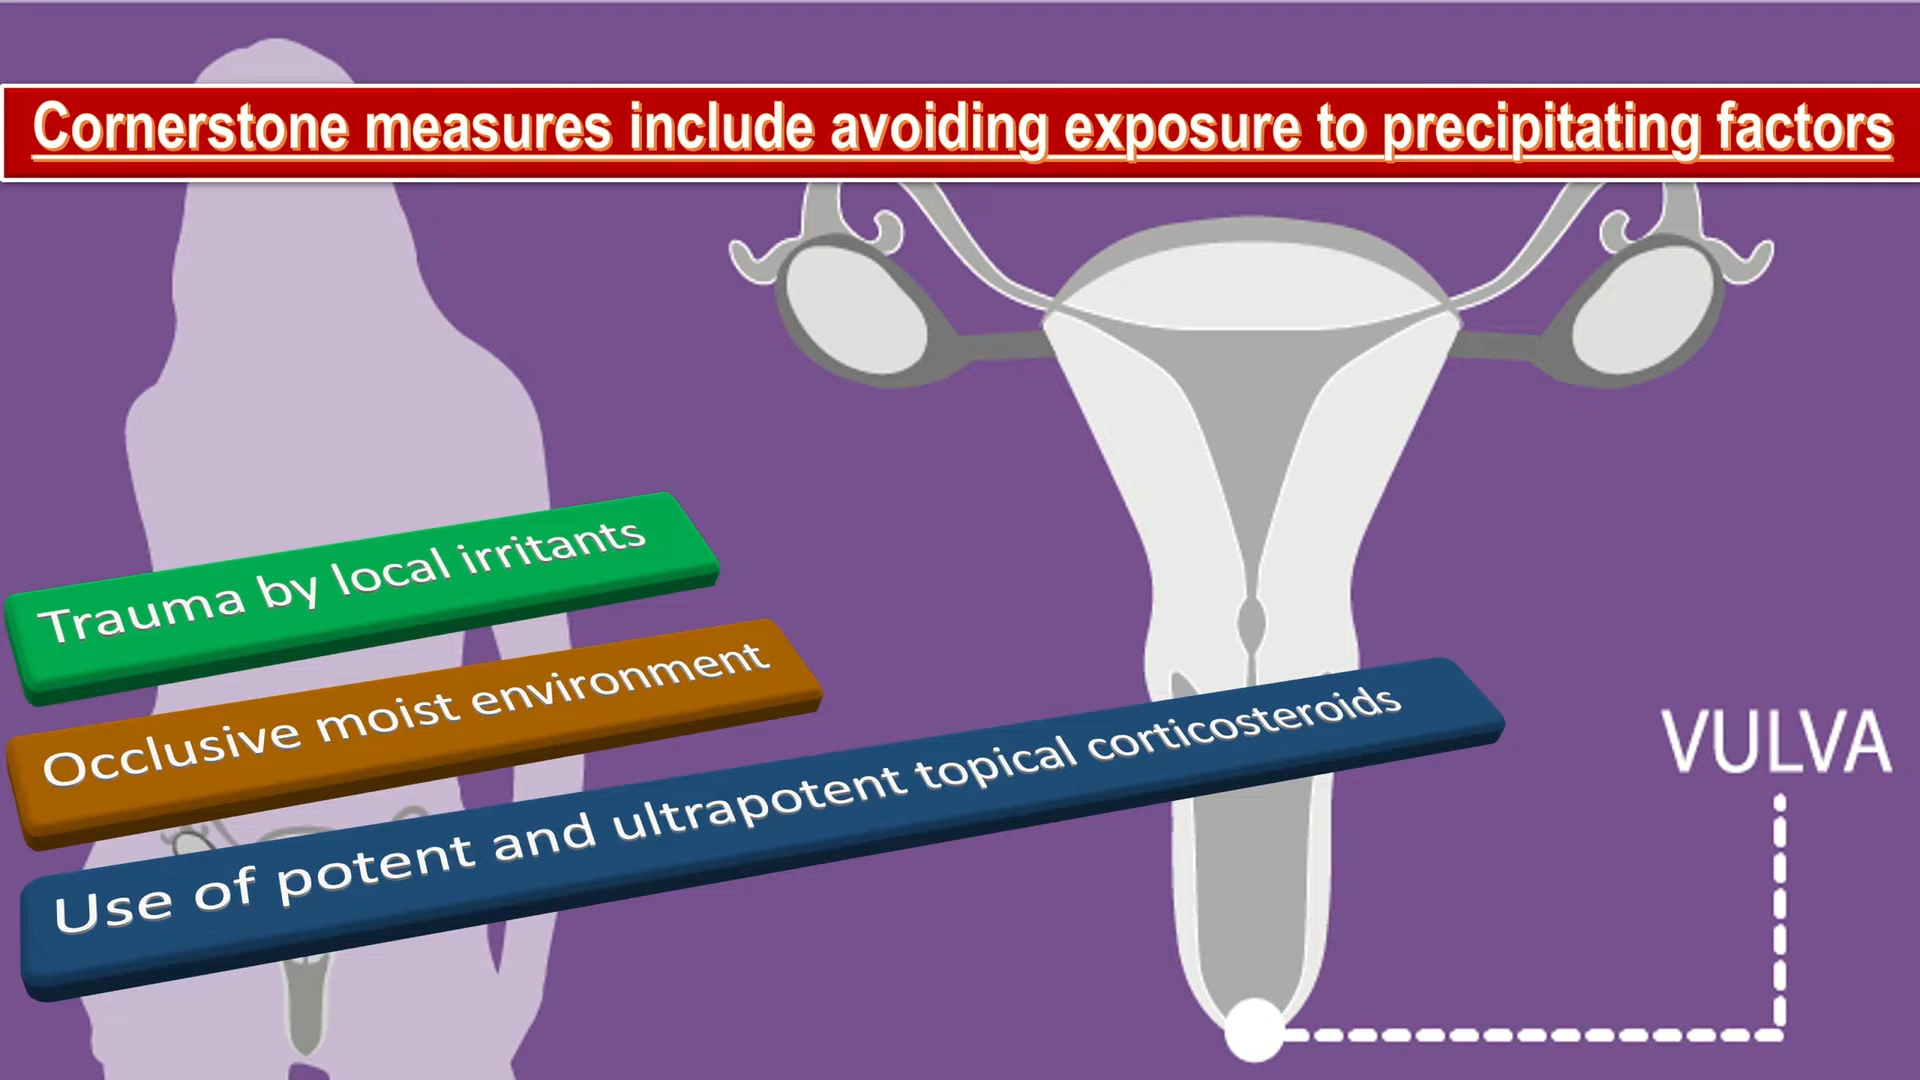 Cornerstone measures include avoiding exposure to precipitating factors
Trauma by local irritants
Occlusive moist environment
Use of potent and ultrapotent topical corticosteroids
VULVA